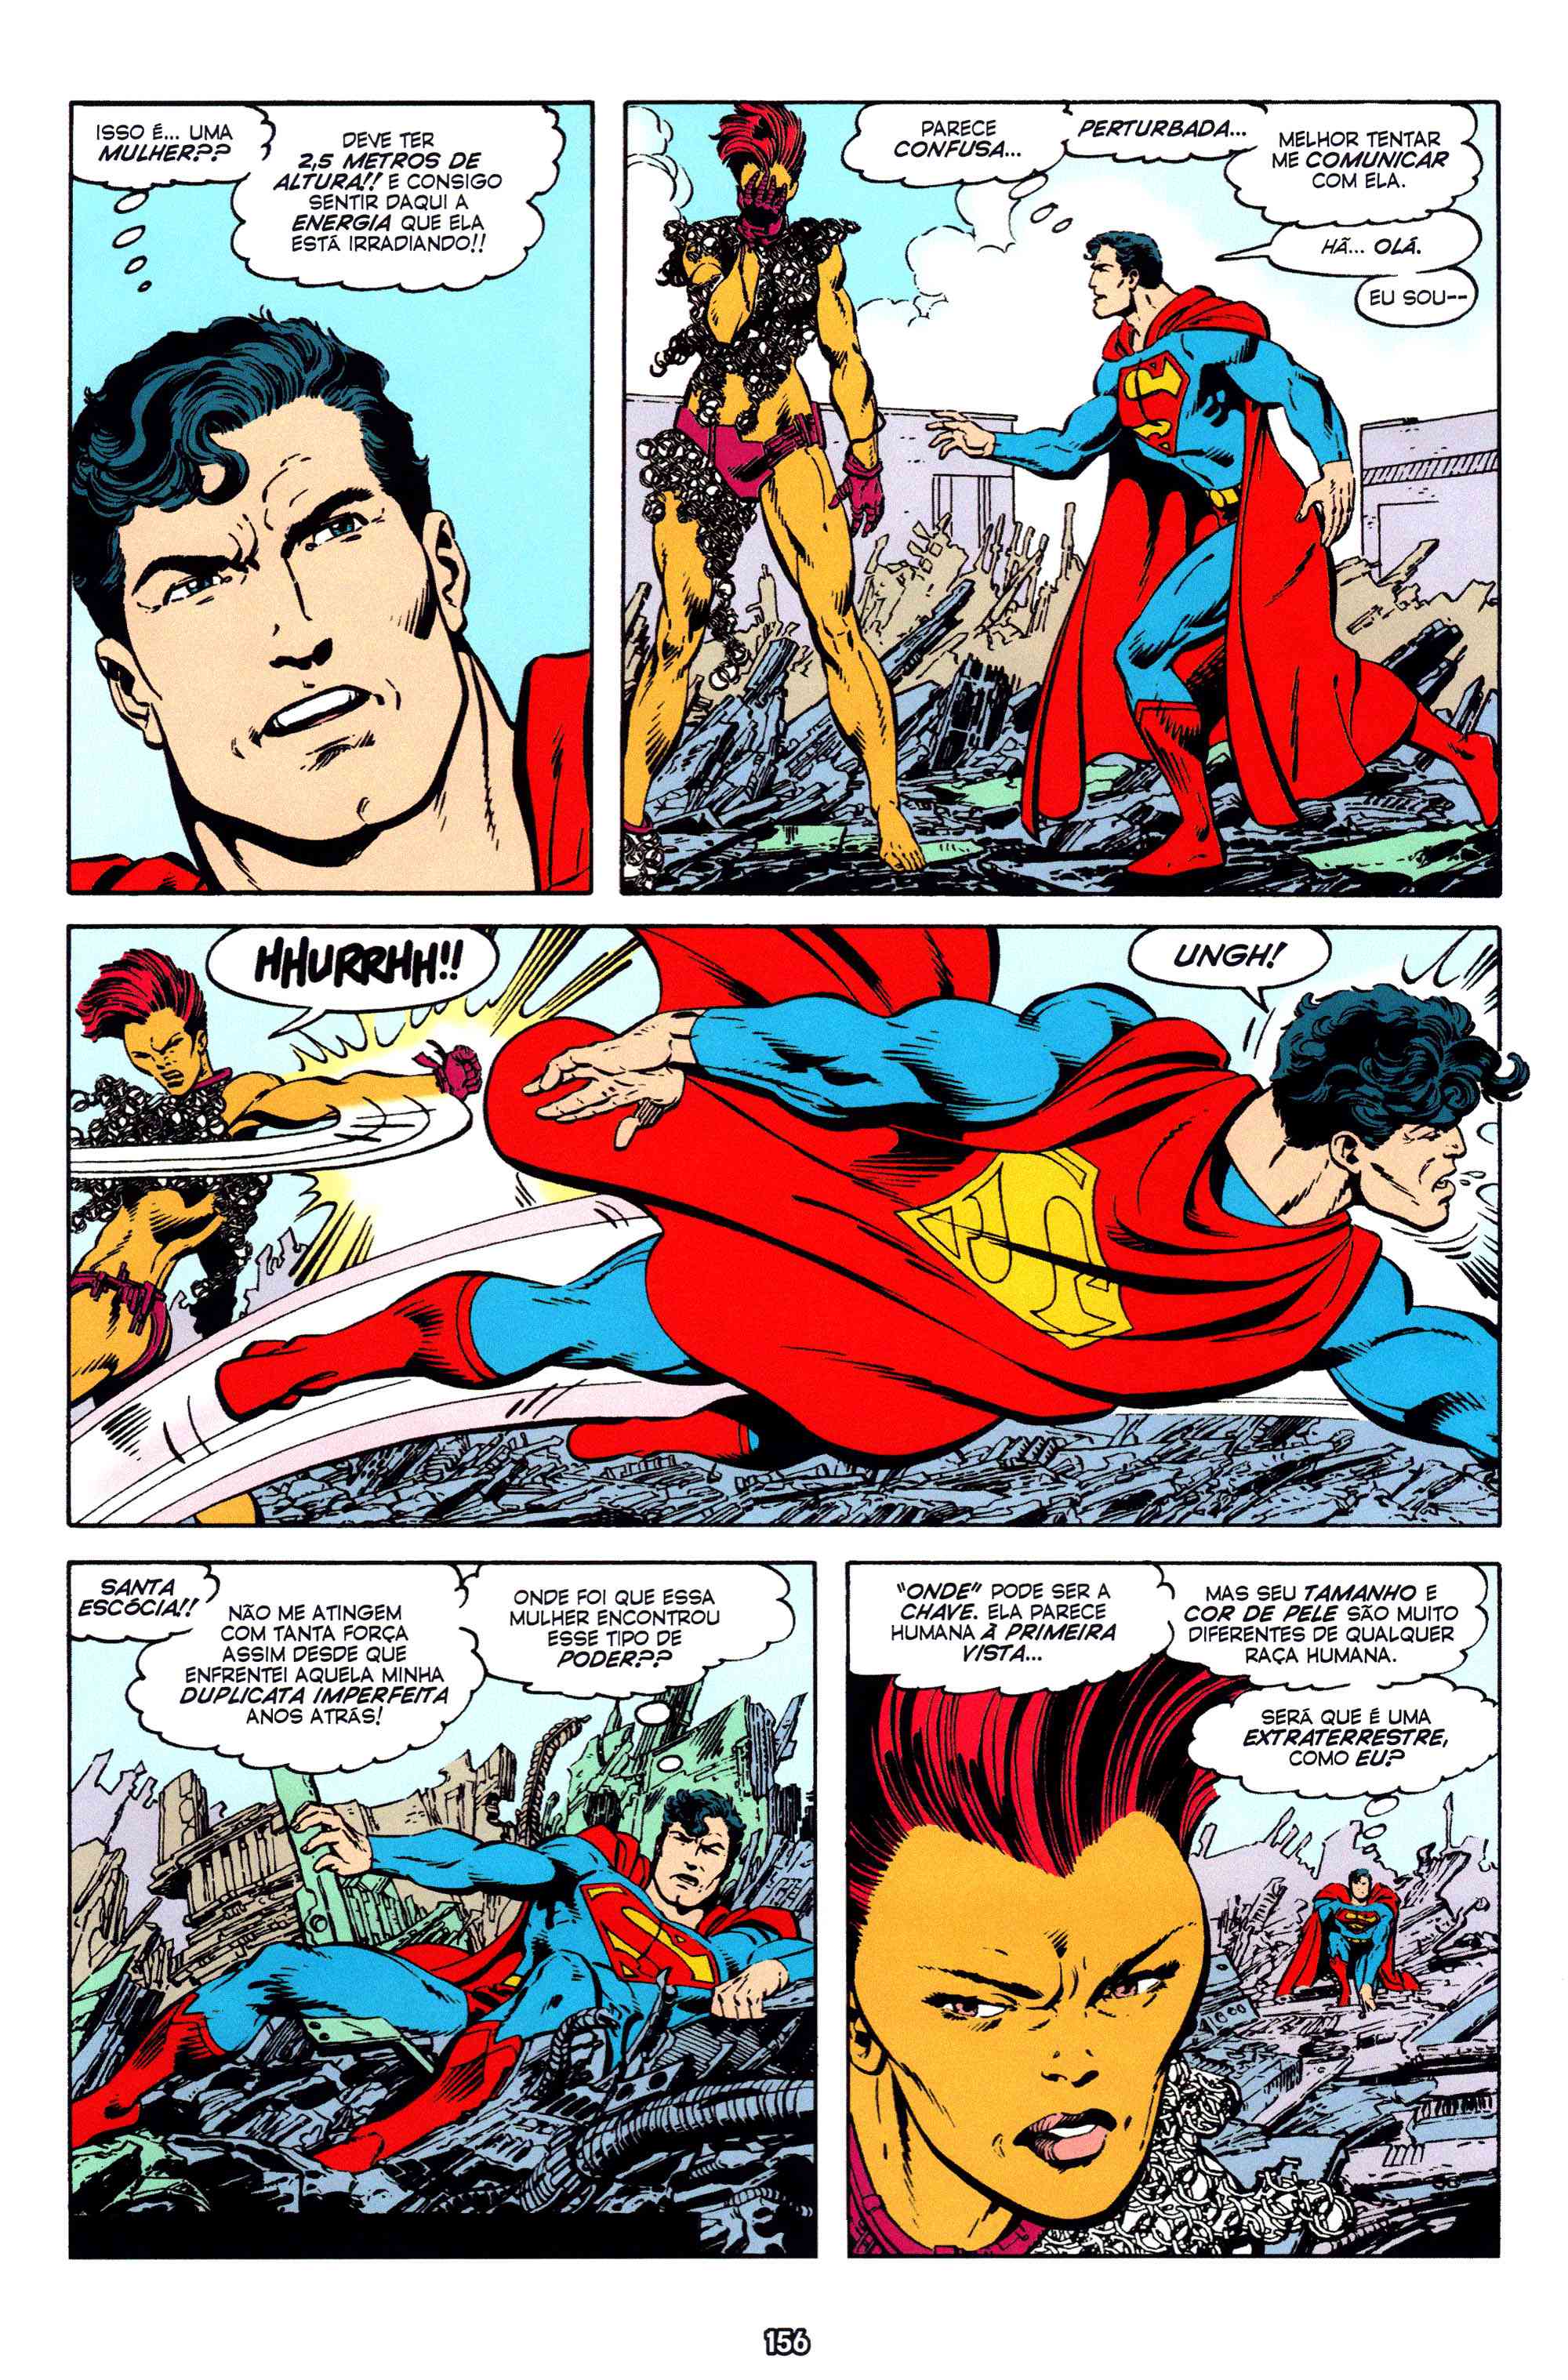 ISSO É... UMA
MULHER??
DEVE TER
2,5 METROS DE
ALTURA!! E CONSIGO
SENTIR DAQUI A
ENERGIA QUE ELA
ESTÁ IRRADIANDO!!
PARECE
CONFUSA...
PERTURBADA...
MELHOR TENTAR
ME COMUNICAR
COM ELA.
HÃ... OLÁ.
EU SOU--
HHURRHH!!
UNGH!
SANTA
ESCÓCIA!!
NÃO ME ATINGEM
COM TANTA FORÇA
ASSIM DESDE QUE
ENFRENTEI AQUELA MINHA
DUPLICATA IMPERFEITA
ANOS ATRÁS!
ONDE FOI QUE ESSA
MULHER ENCONTROU
ESSE TIPO DE
PODER??
"ONDE" PODE SER A
CHAVE. ELA PARECE
HUMANA À PRIMEIRA
VISTA...
MAS SEU TAMANHO E
COR DE PELE SÃO MUITO
DIFERENTES DE QUALQUER
RAÇA HUMANA.
SERÁ QUE É UMA
EXTRATERRESTRE,
COMO EU?
156